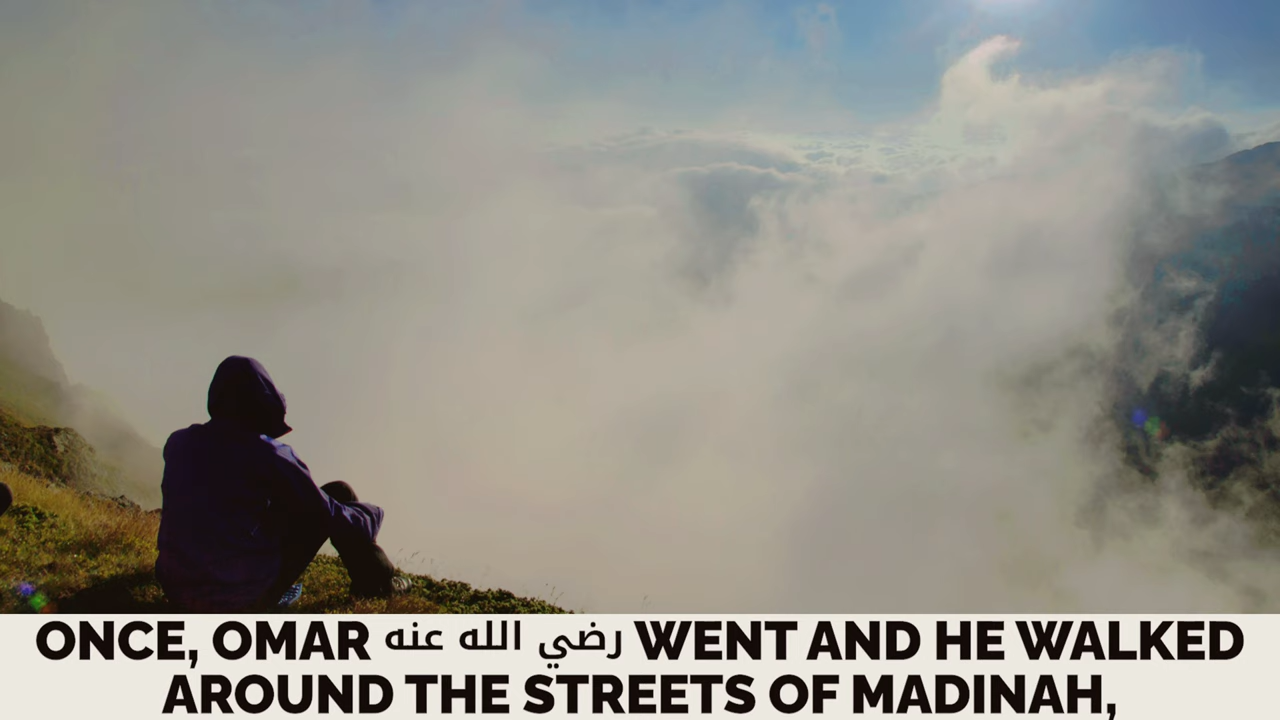 ONCE, OMAR رضي الله عنه WENT AND HE WALKED
AROUND THE STREETS OF MADINAH,